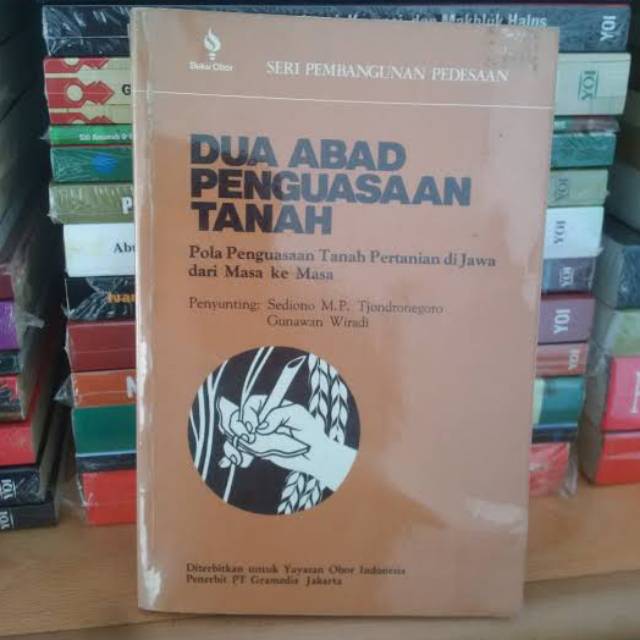 Buku Obor
SERI PEMBANGUNAN PEDESAAN
DUA ABAD
PENGUASAAN
TANAH
Pola Penguasaan Tanah Pertanian di Jawa
dari Masa ke Masa
Penyunting: Sediono M.P. Tjondronegoro
Gunawan Wiradi
Diterbitkan untuk Yayasan Obor Indonesia
Penerbit PT Gramedia Jakarta